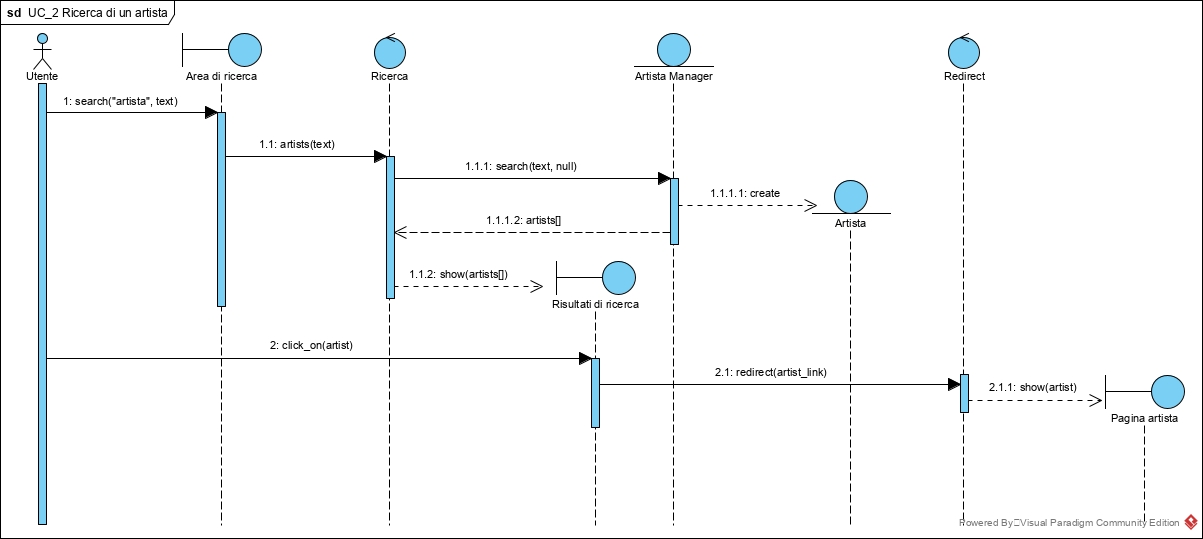 sd UC_2 Ricerca di un artista
Utente
Area di ricerca
Ricerca
Artista Manager
Redirect
1: search("artista", text)
1.1: artists(text)
1.1.1: search(text, null)
1.1.1.1: create
Artista
1.1.1.2: artists[]
1.1.2: show(artists[])
Risultati di ricerca
2: click_on(artist)
2.1: redirect(artist_link)
2.1.1: show(artist)
Pagina artista
Powered By Visual Paradigm Community Edition